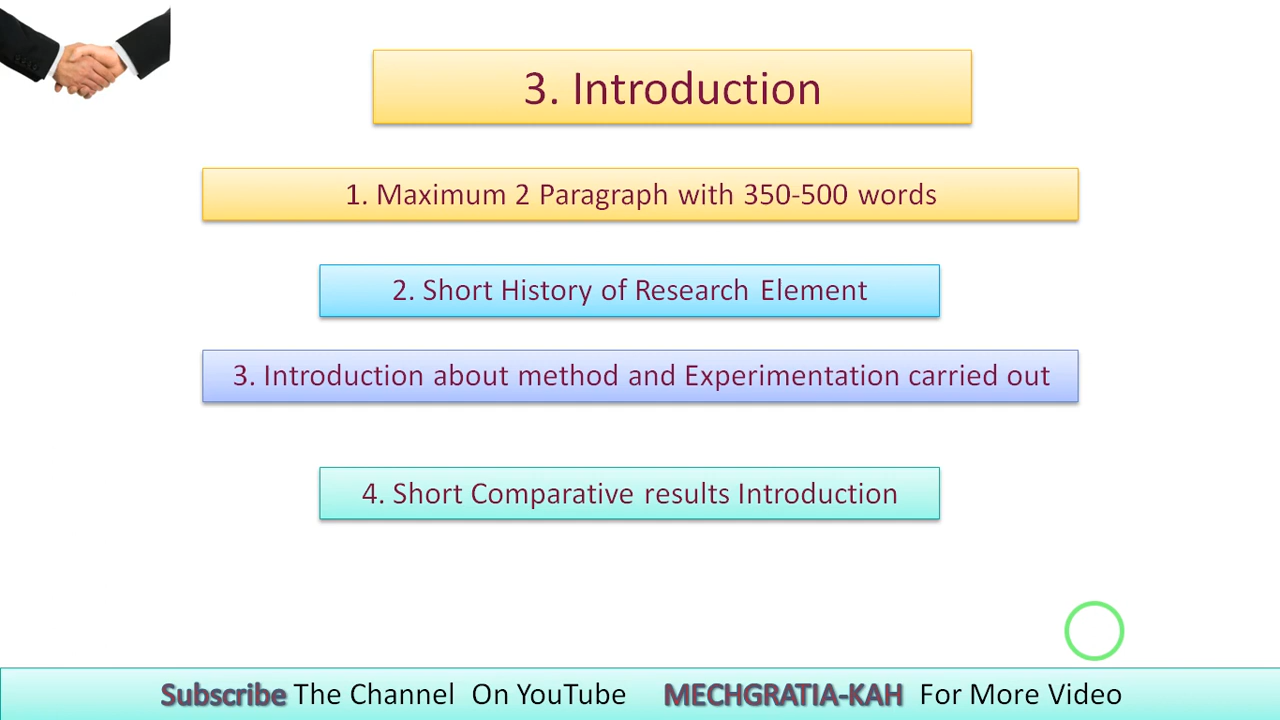 3. Introduction
1. Maximum 2 Paragraph with 350-500 words
2. Short History of Research Element
3. Introduction about method and Experimentation carried out
4. Short Comparative results Introduction
Subscribe The Channel On YouTube MECHGRATIA-KAH For More Video